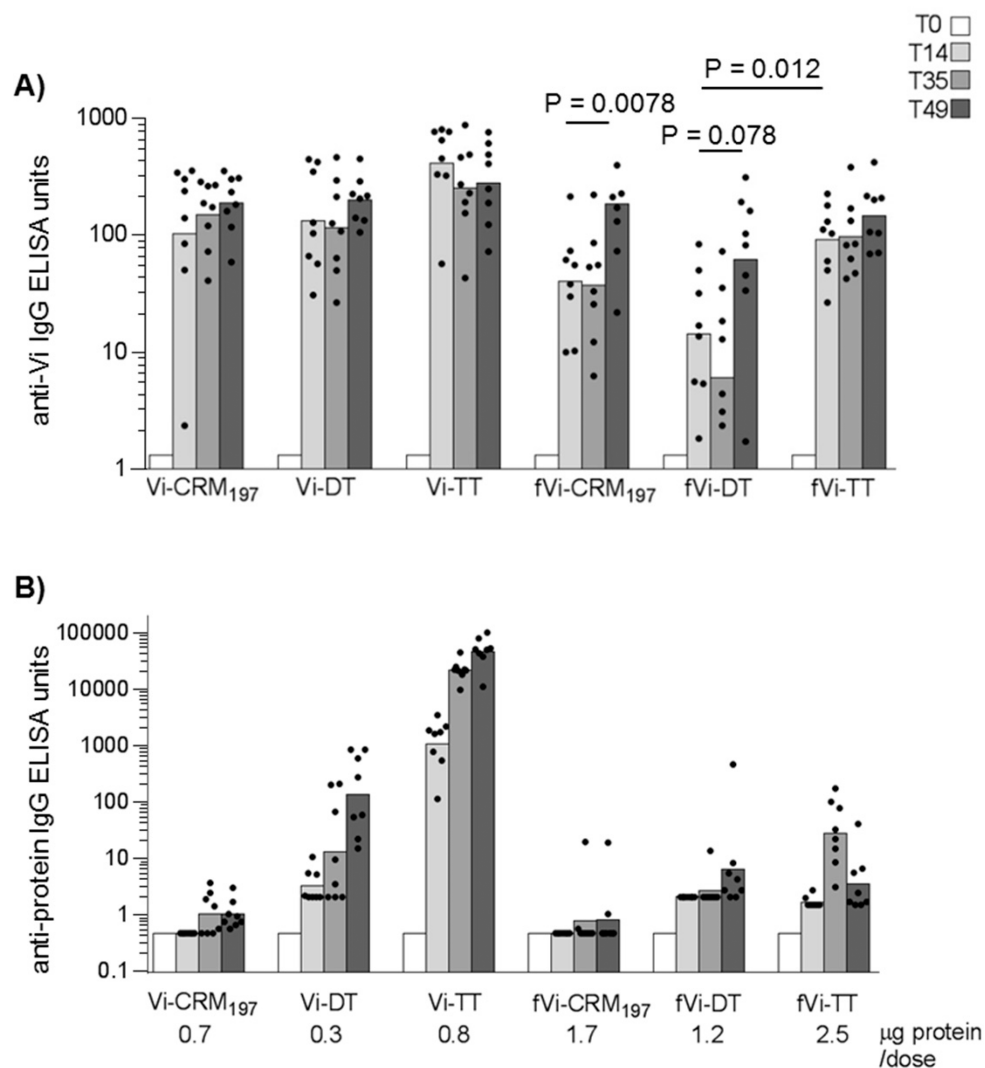 T0
T14
T35
T49
A)
P = 0.012
P = 0.0078
P = 0.078
anti-Vi IgG ELISA units
1000
100
10
1
Vi-CRM197 Vi-DT Vi-TT fVi-CRM197 fVi-DT fVi-TT
B)
anti-protein IgG ELISA units
100000
10000
1000
100
10
1
0.1
Vi-CRM197 Vi-DT Vi-TT fVi-CRM197 fVi-DT fVi-TT
0.7 0.3 0.8 1.7 1.2 2.5 μg protein
/dose